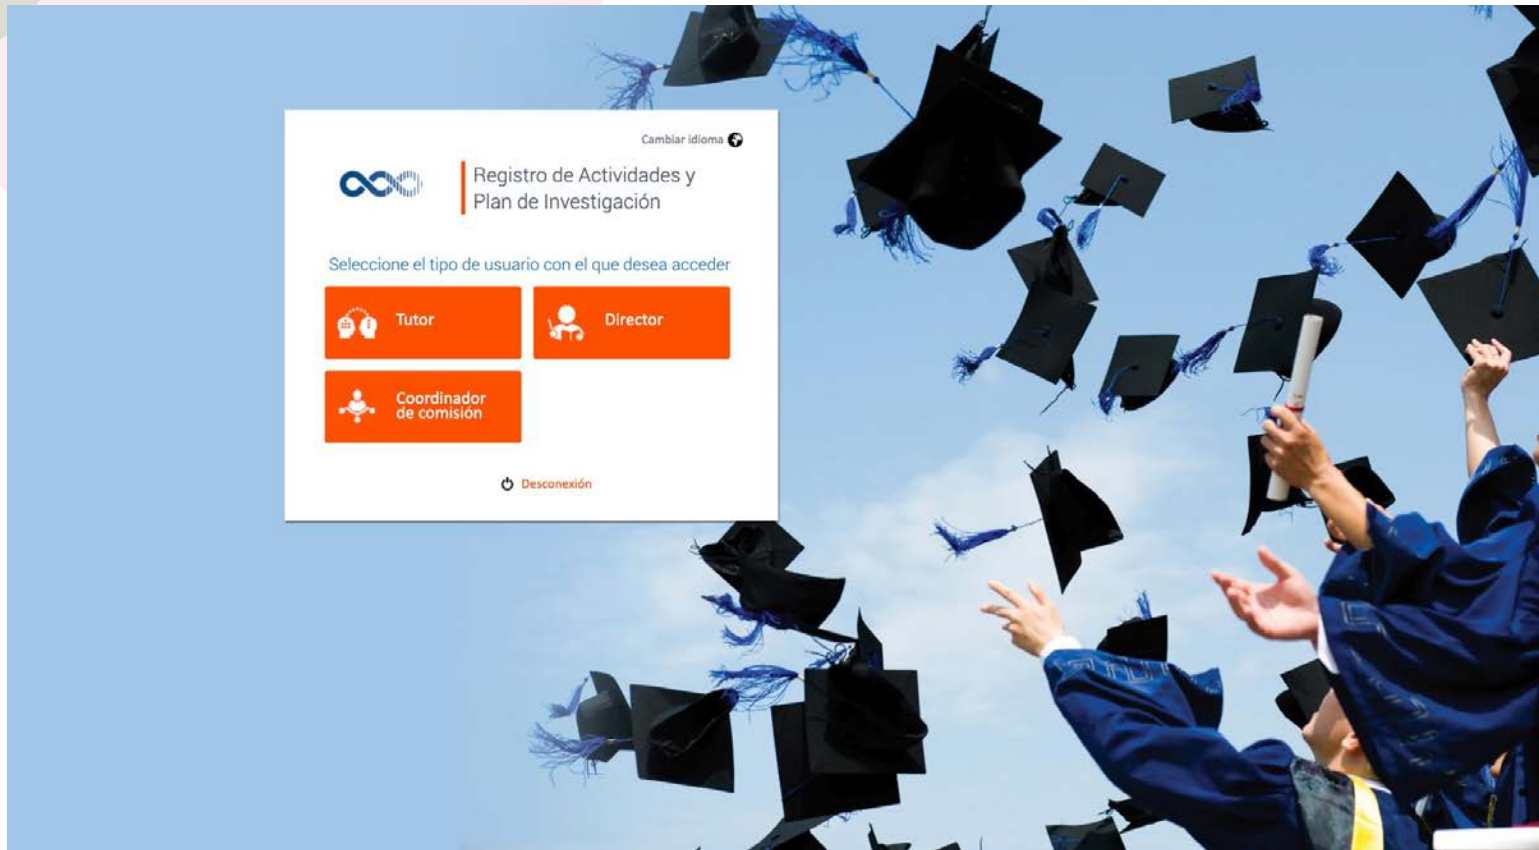 Cambiar idioma
Registro de Actividades y
Plan de Investigación
Seleccione el tipo de usuario con el que desea acceder
Tutor
Director
Coordinador
de comisión
Desconexión